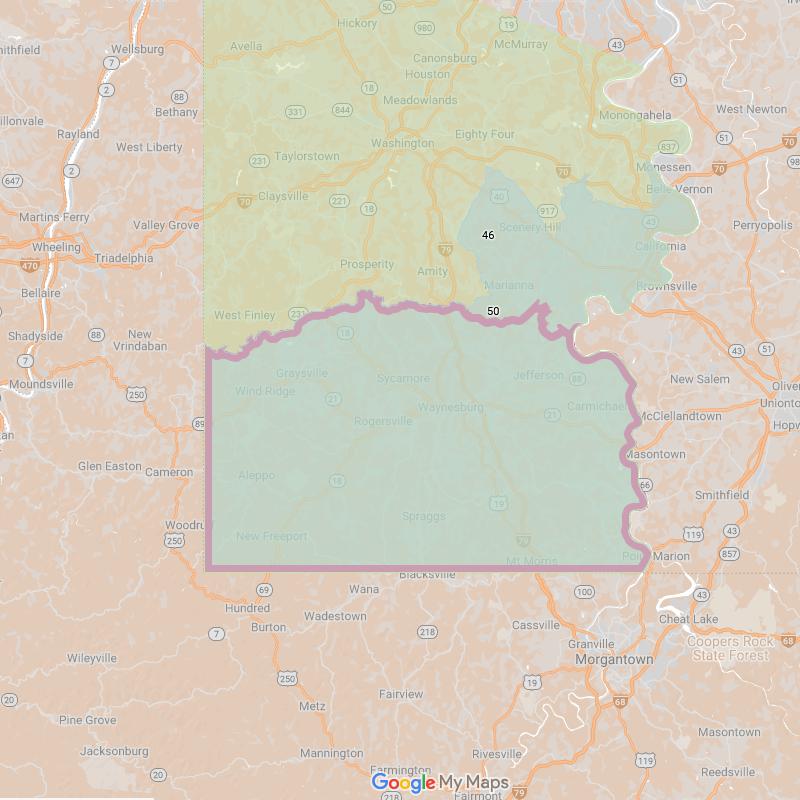 50
Hickory
980
19
McMurray
43
Avella
Wellsburg
7
Canonsburg
Houston
2
88
18
51
Meadowlands
844
331
Bethany
Monongahela
West Newton
Rayland
West Liberty
Washington
Eighty Four
51
70
837
Taylorstown
231
2
647
Monessen
70
70
Claysville
221
18
40
Belle Vernon
917
43
Martins Ferry
Valley Grove
Scenery Hill
Perryopolis
46
Wheeling
70
California
Triadelphia
470
Prosperity
Amity
Marianna
Brownsville
Bellaire
West Finley
231
50
Shadyside
88
New
Vrindaban
18
43
51
7
Graysville
Sycamore
Jefferson
88
New Salem
Moundsville
250
Wind Ridge
21
Waynesburg
21
McClellandtown
Rogersville
Masontown
Glen Easton
Cameron
Aleppo
18
66
Smithfield
19
Spraggs
250
New Freeport
79
119
43
857
Mt Morris
Marion
Blacksville
69
Wana
100
43
Hundred
Wadestown
Cheat Lake
Burton
7
218
Cassville
68
Granville
Coopers Rock
State Forest
Wileyville
Morgantown
250
19
20
Fairview
68
Pine Grove
Metz
Masontown
Jacksonburg
Mannington
Rivesville
119
20
Farmington
Reedsville
Google My Maps
218
Fairmont
79